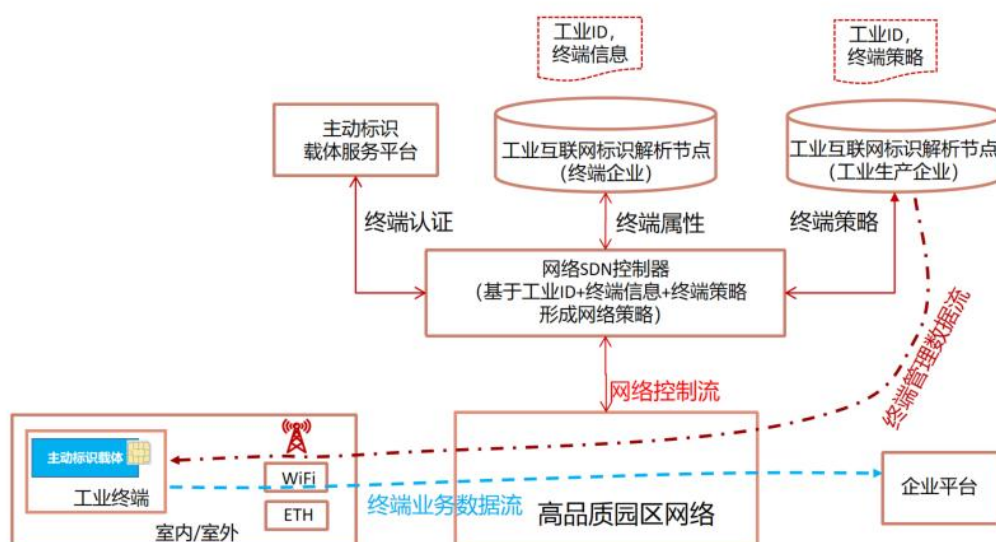 工业ID，
终端信息
工业ID，
终端策略
主动标识
载体服务平台
工业互联网标识解析节点
（终端企业）
工业互联网标识解析节点
（工业生产企业）
终端认证
终端属性
终端策略
网络SDN控制器
（基于工业ID+终端信息+终端策略
形成网络策略）
终端管理数据流
网络控制流
主动标识载体
工业终端
WiFi
ETH
室内/室外
终端业务数据流
高品质园区网络
企业平台